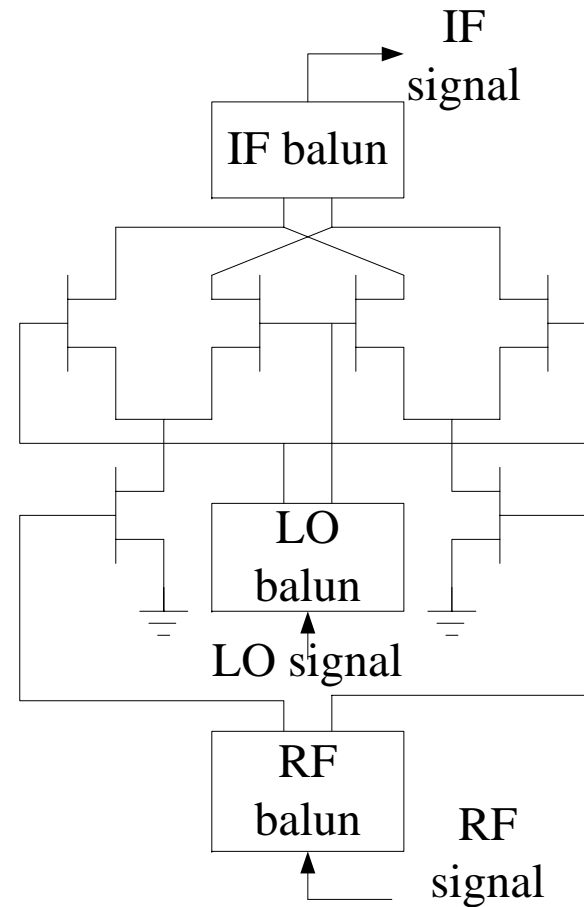 IF
signal
IF balun
LO
balun
LO signal
RF
balun
RF
signal